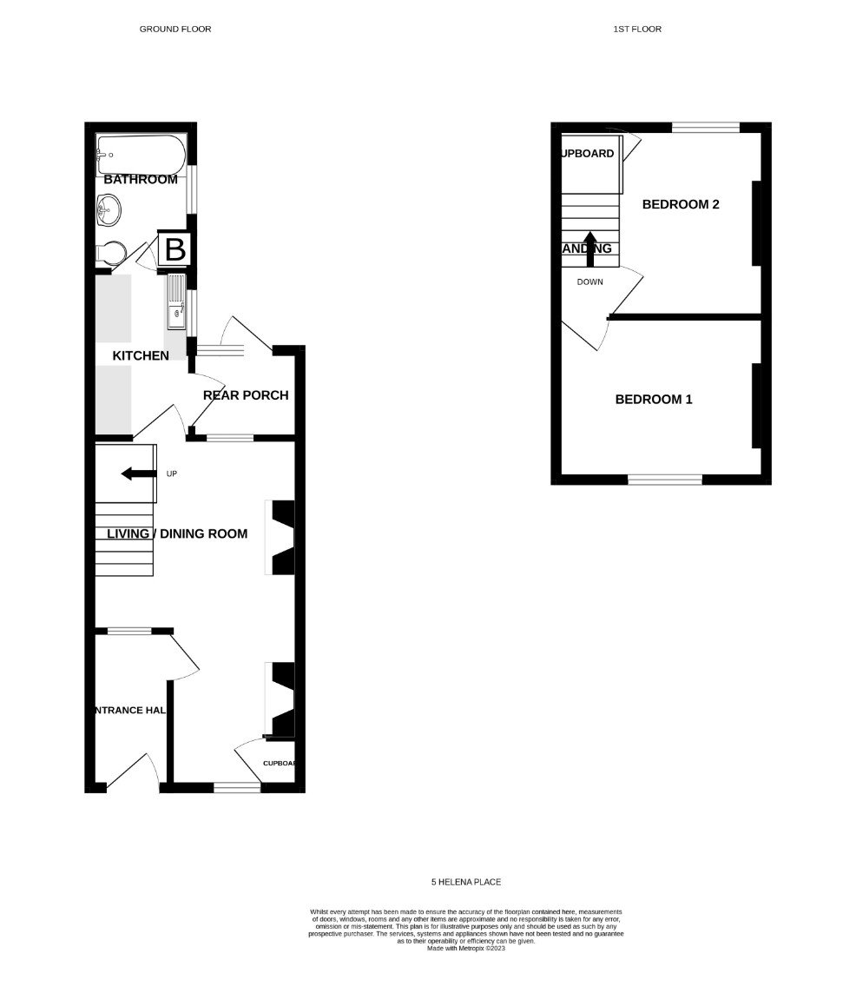 GROUND FLOOR
1ST FLOOR
BATHROOM
B
KITCHEN
REAR PORCH
UP
LIVING / DINING ROOM
NTRANCE HAL
CUPBOAR
UPBOARD
BEDROOM 2
ANDING
DOWN
BEDROOM 1
5 HELENA PLACE
Whilst every attempt has been made to ensure the accuracy of the floorplan contained here, measurements
of doors, windows, rooms and any other items are approximate and no responsibility is taken for any error,
omission or mis-statement. This plan is for illustrative purposes only and should be used as such by any
prospective purchaser. The services, systems and appliances shown have not been tested and no guarantee
as to their operability or efficiency can be given.
Made with Metropix ©2023